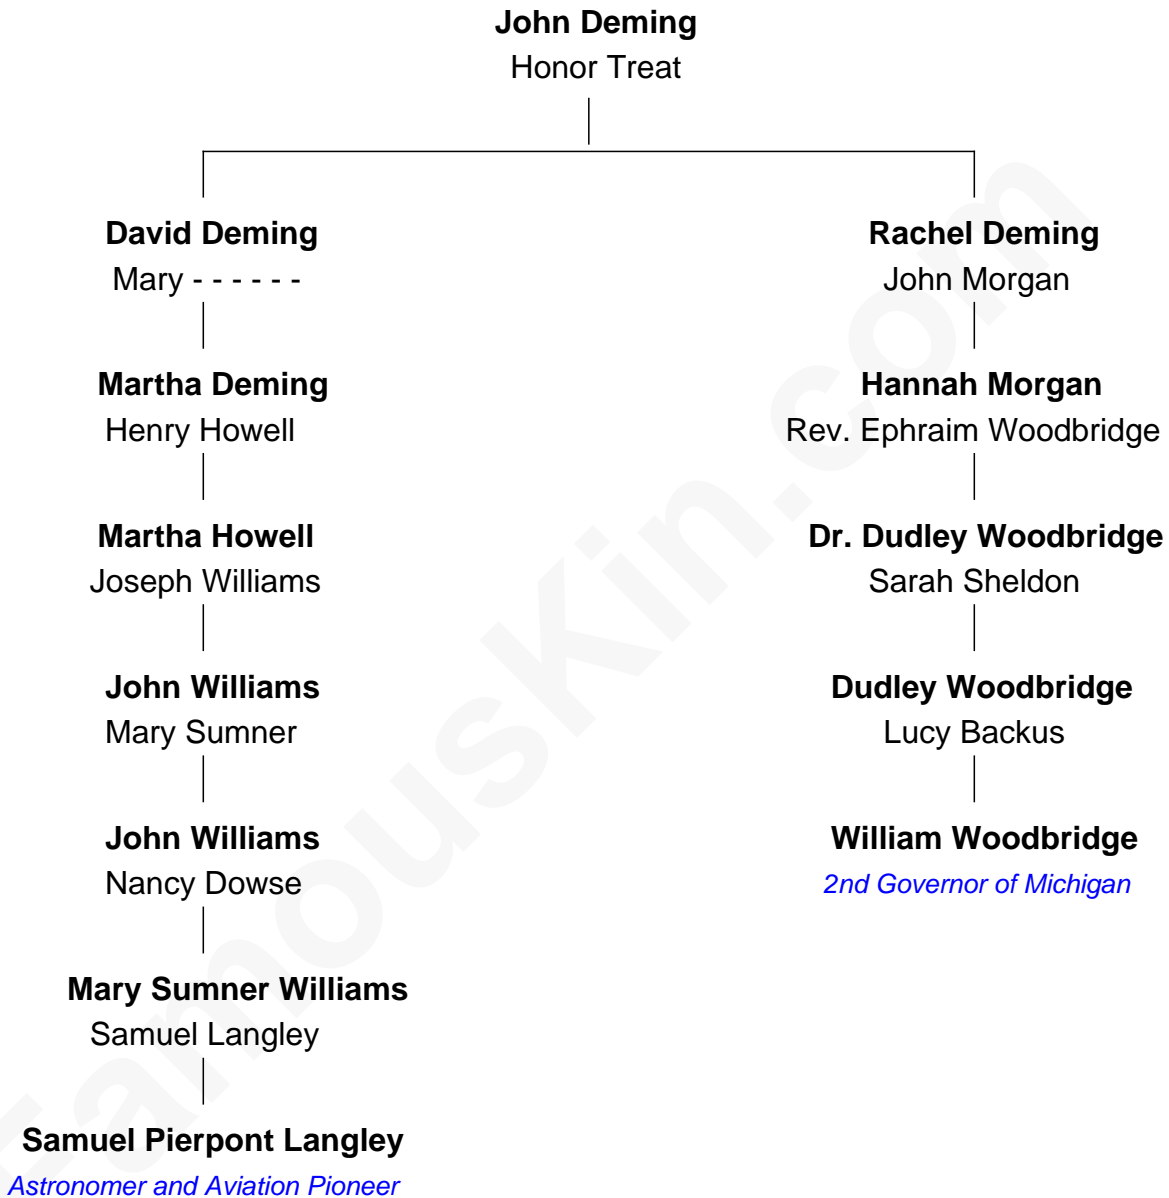 John Deming
Honor Treat
David Deming
Mary - - - - - -
Martha Deming
Henry Howell
Martha Howell
Joseph Williams
John Williams
Mary Sumner
John Williams
Nancy Dowse
Mary Sumner Williams
Samuel Langley
Samuel Pierpont Langley
Astronomer and Aviation Pioneer
Rachel Deming
John Morgan
Hannah Morgan
Rev. Ephraim Woodbridge
Dr. Dudley Woodbridge
Sarah Sheldon
Dudley Woodbridge
Lucy Backus
William Woodbridge
2nd Governor of Michigan
FamousKin.com